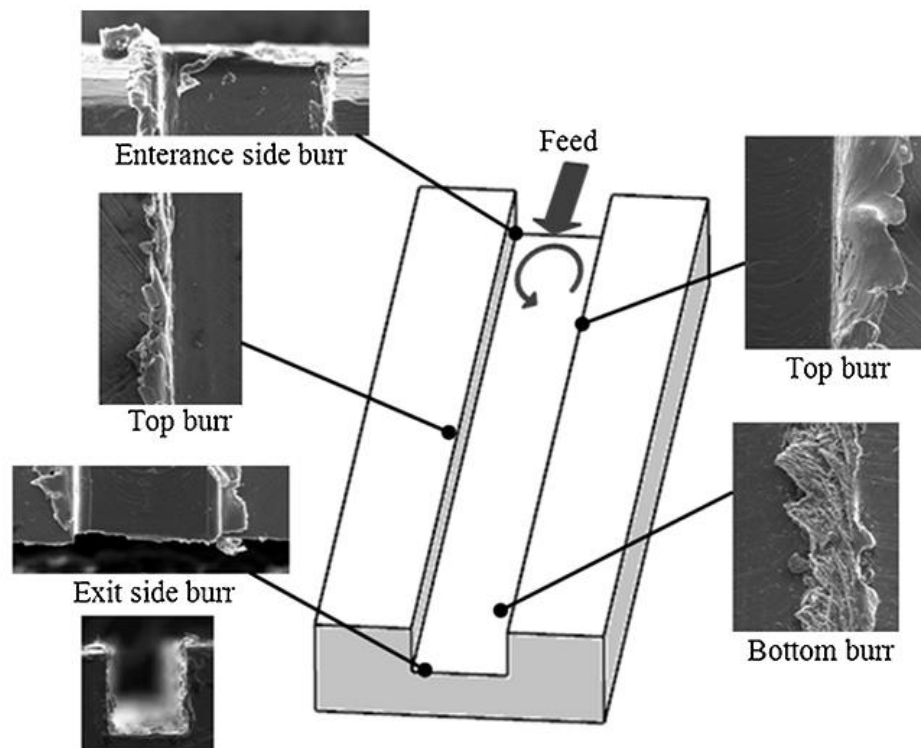 Enterance side burr
Feed
Top burr
Top burr
Exit side burr
Bottom burr